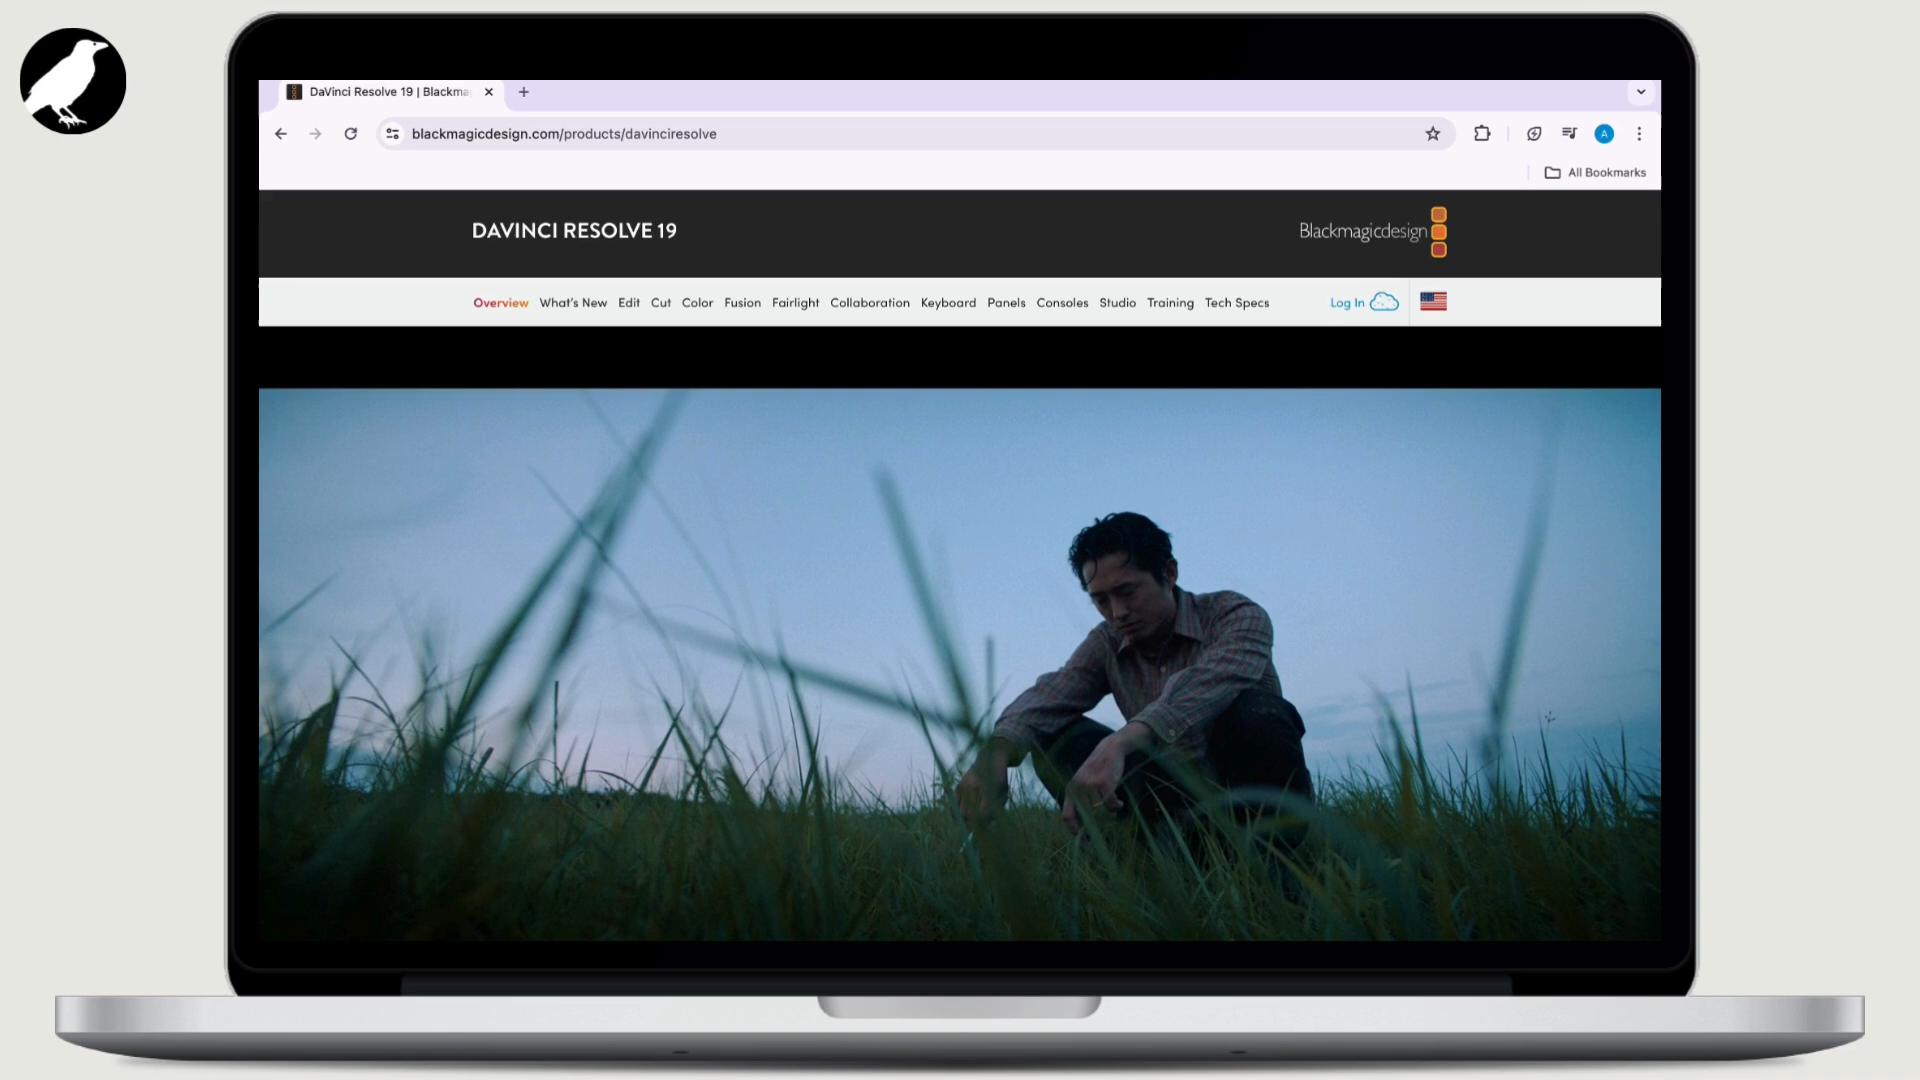 DaVinci Resolve 19 | Blackma
blackmagicdesign.com/products/davinciresolve
A
All Bookmarks
DAVINCI RESOLVE 19
Blackmagicdesign
Overview What's New Edit Cut Color Fusion Fairlight Collaboration Keyboard Panels Consoles Studio Training Tech Specs Log In